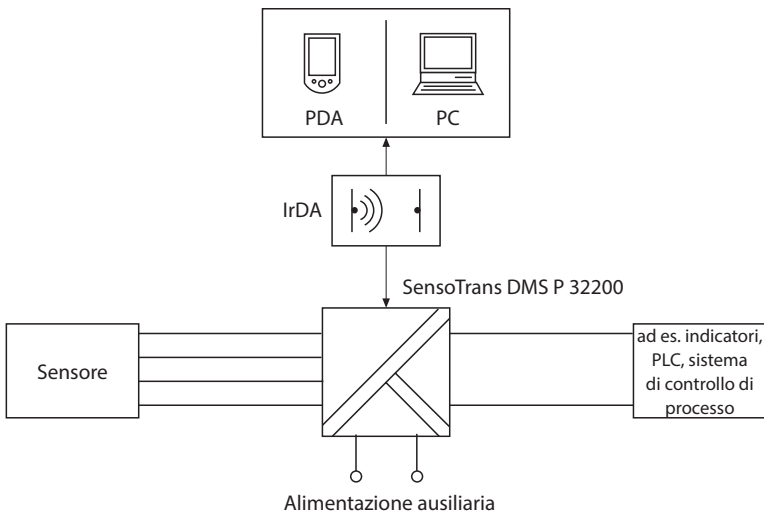 PDA
PC
IrDA
SensoTrans DMS P 32200
Sensore
ad es. indicatori,
PLC, sistema
di controllo di
processo
Alimentazione ausiliaria